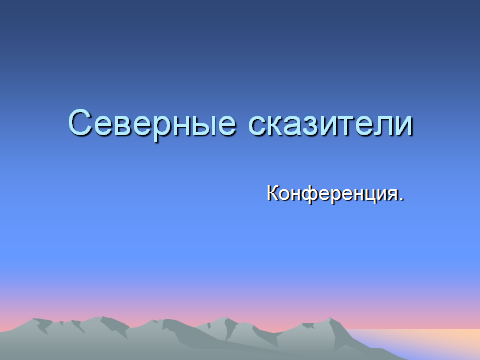 Северные сказители
Конференция.